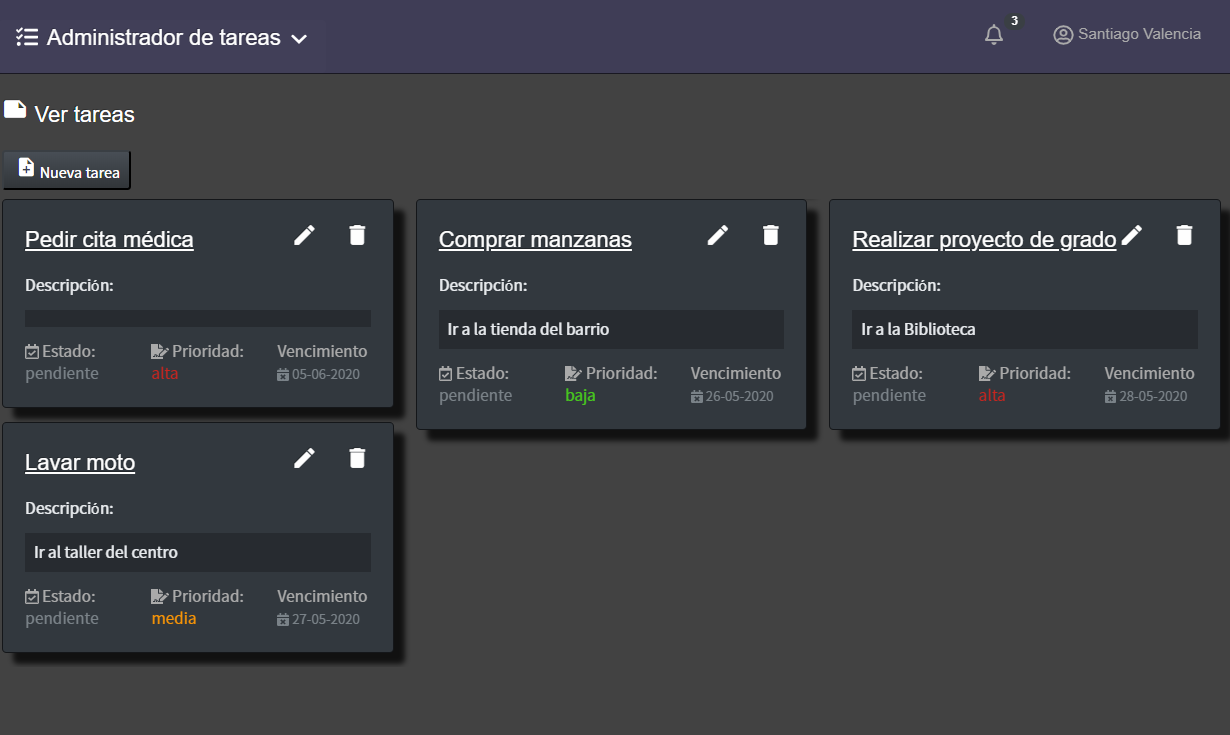 Administrador de tareas
3
Santiago Valencia
Ver tareas
Nueva tarea
Pedir cita médica
Descripción:
Estado: Prioridad: Vencimiento
pendiente alta 05-06-2020
Comprar manzanas
Descripción:
Ir a la tienda del barrio
Estado: Prioridad: Vencimiento
pendiente baja 26-05-2020
Realizar proyecto de grado
Descripción:
Ir a la Biblioteca
Estado: Prioridad: Vencimiento
pendiente alta 28-05-2020
Lavar moto
Descripción:
Ir al taller del centro
Estado: Prioridad: Vencimiento
pendiente media 27-05-2020